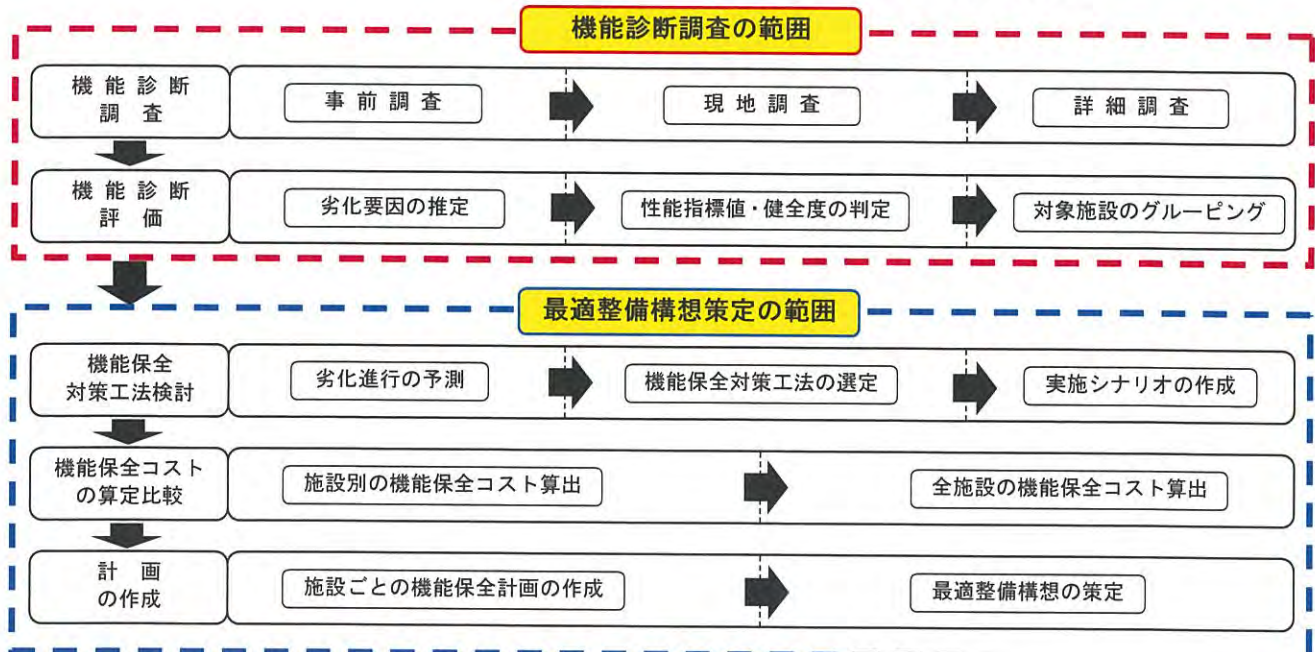 機能診断調査の範囲
機能診断
調査
事前調査
現地調査
詳細調査
機能診断
評価
劣化要因の推定
性能指標値・健全度の判定
対象施設のグルーピング
最適整備構想策定の範囲
機能保全
対策工法検討
劣化進行の予測
機能保全対策工法の選定
実施シナリオの作成
機能保全コスト
の算定比較
施設別の機能保全コスト算出
全施設の機能保全コスト算出
計画
の作成
施設ごとの機能保全計画の作成
最適整備構想の策定